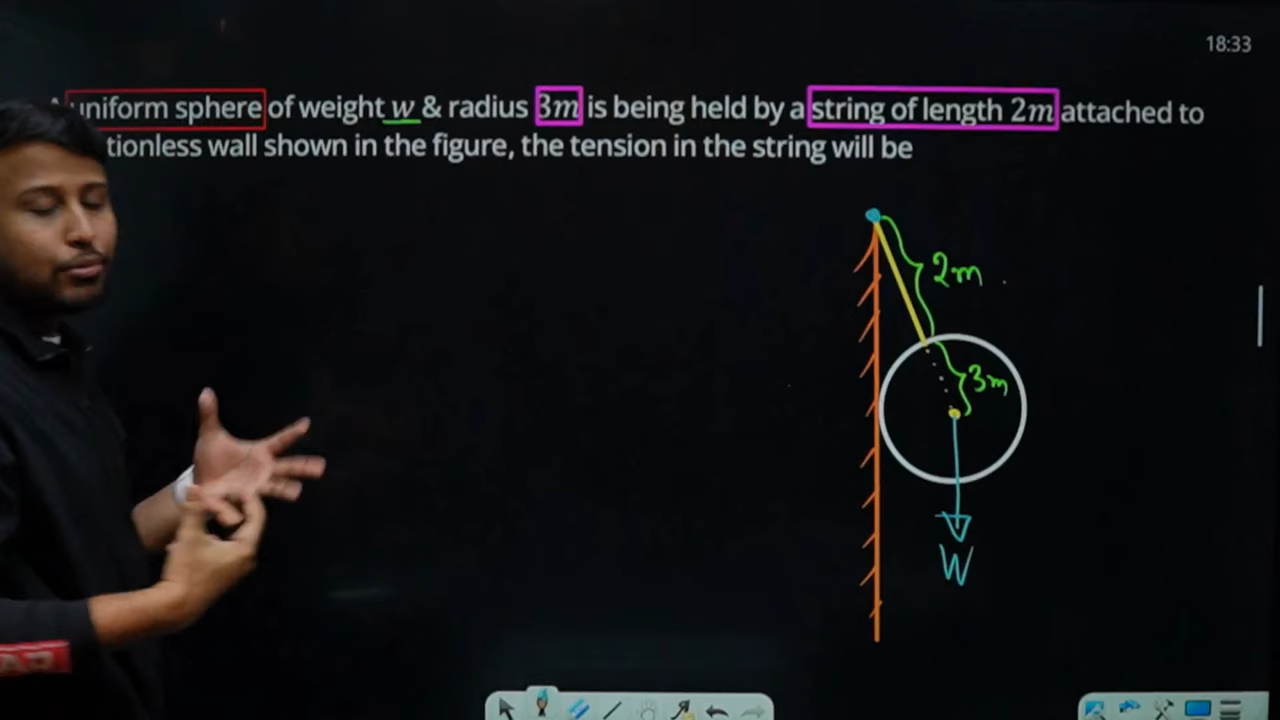 18:33
uniform sphere of weight w & radius 3m is being held by a string of length 2m attached to
tionless wall shown in the figure, the tension in the string will be
2m
3m
W